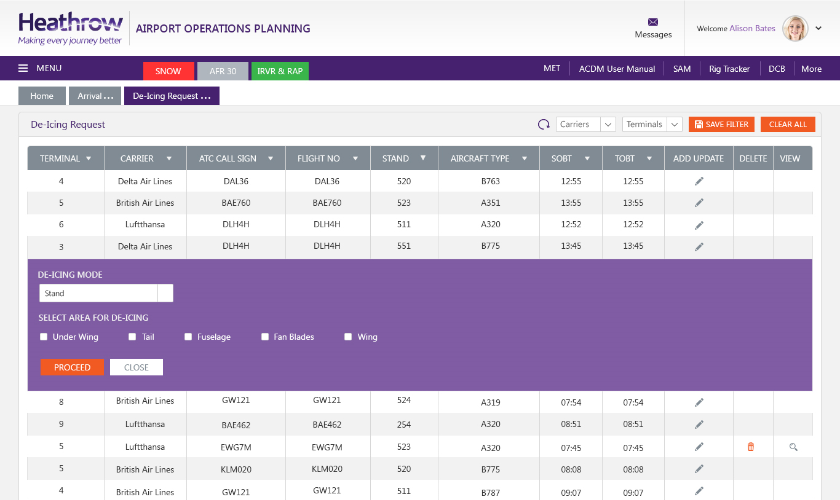 Heathrow
Making every journey better
AIRPORT OPERATIONS PLANNING
Messages
Welcome Alison Bates
MENU
SNOW
AFR 30
IRVR & RAP
MET
ACDM User Manual
SAM
Rig Tracker
DCB
More
Home
Arrival ...
De-Icing Request ...
De-Icing Request
Carriers
Terminals
SAVE FILTER
CLEAR ALL
TERMINAL CARRIER ATC CALL SIGN FLIGHT NO STAND AIRCRAFT TYPE SOBT TOBT ADD UPDATE DELETE VIEW
4 Delta Air Lines DAL36 DAL36 520 B763 12:55 12:55
5 British Air Lines BAE760 BAE760 523 A351 13:55 13:55
6 Luftthansa DLH4H DLH4H 511 A320 12:52 12:52
3 Delta Air Lines DLH4H DLH4H 551 B775 13:45 13:45
DE-ICING MODE
Stand
SELECT AREA FOR DE-ICING
Under Wing Tail Fuselage Fan Blades Wing
PROCEED CLOSE
8 British Air Lines GW121 GW121 524 A319 07:54 07:54
9 Lufthansa BAE462 BAE462 254 A320 08:51 08:51
5 Lufthansa EWG7M EWG7M 523 A320 07:45 07:45
5 British Air Lines KLM020 KLM020 520 B775 08:08 08:08
4 British Air Lines GW121 GW121 511 B787 09:07 09:07